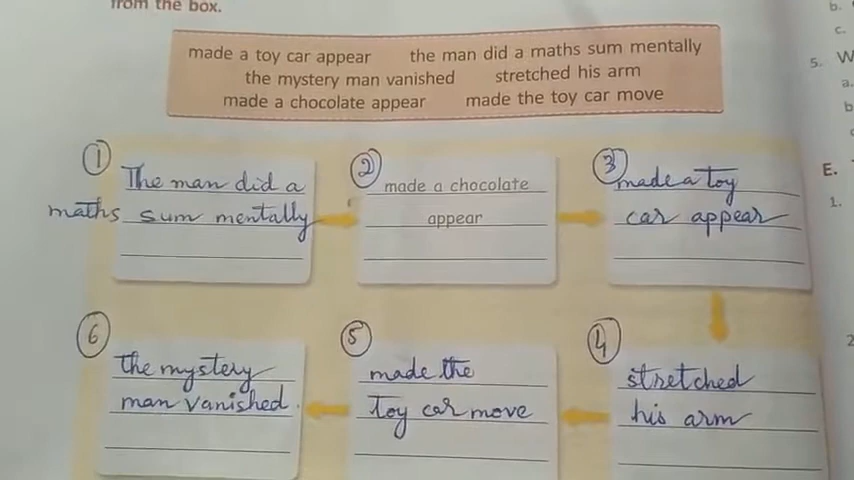 from the box.
made a toy car appear the man did a maths sum mentally
the mystery man vanished stretched his arm
made a chocolate appear made the toy car move
1
The man did a
maths sum mentally
2
made a chocolate
appear
3
made a toy
car appear
6
the mystery
man vanished.
5
made the
toy car move
4
stretched
his arm
b.
c.
5. W
a.
b
E.
1.
2